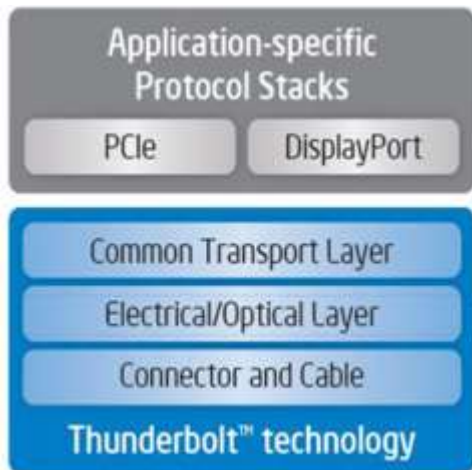 Application-specific
Protocol Stacks
PCIe DisplayPort
Common Transport Layer
Electrical/Optical Layer
Connector and Cable
Thunderbolt™ technology